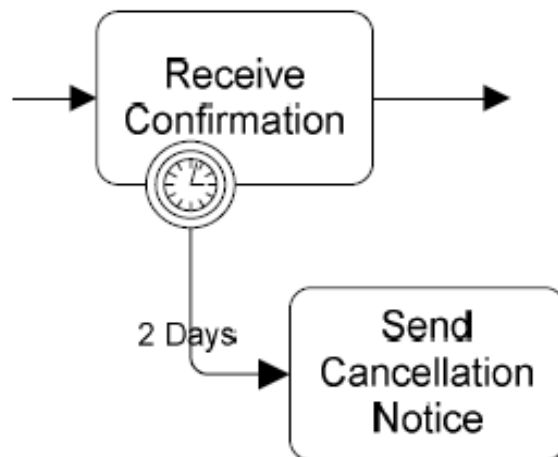 Receive
Confirmation
2 Days
Send
Cancellation
Notice